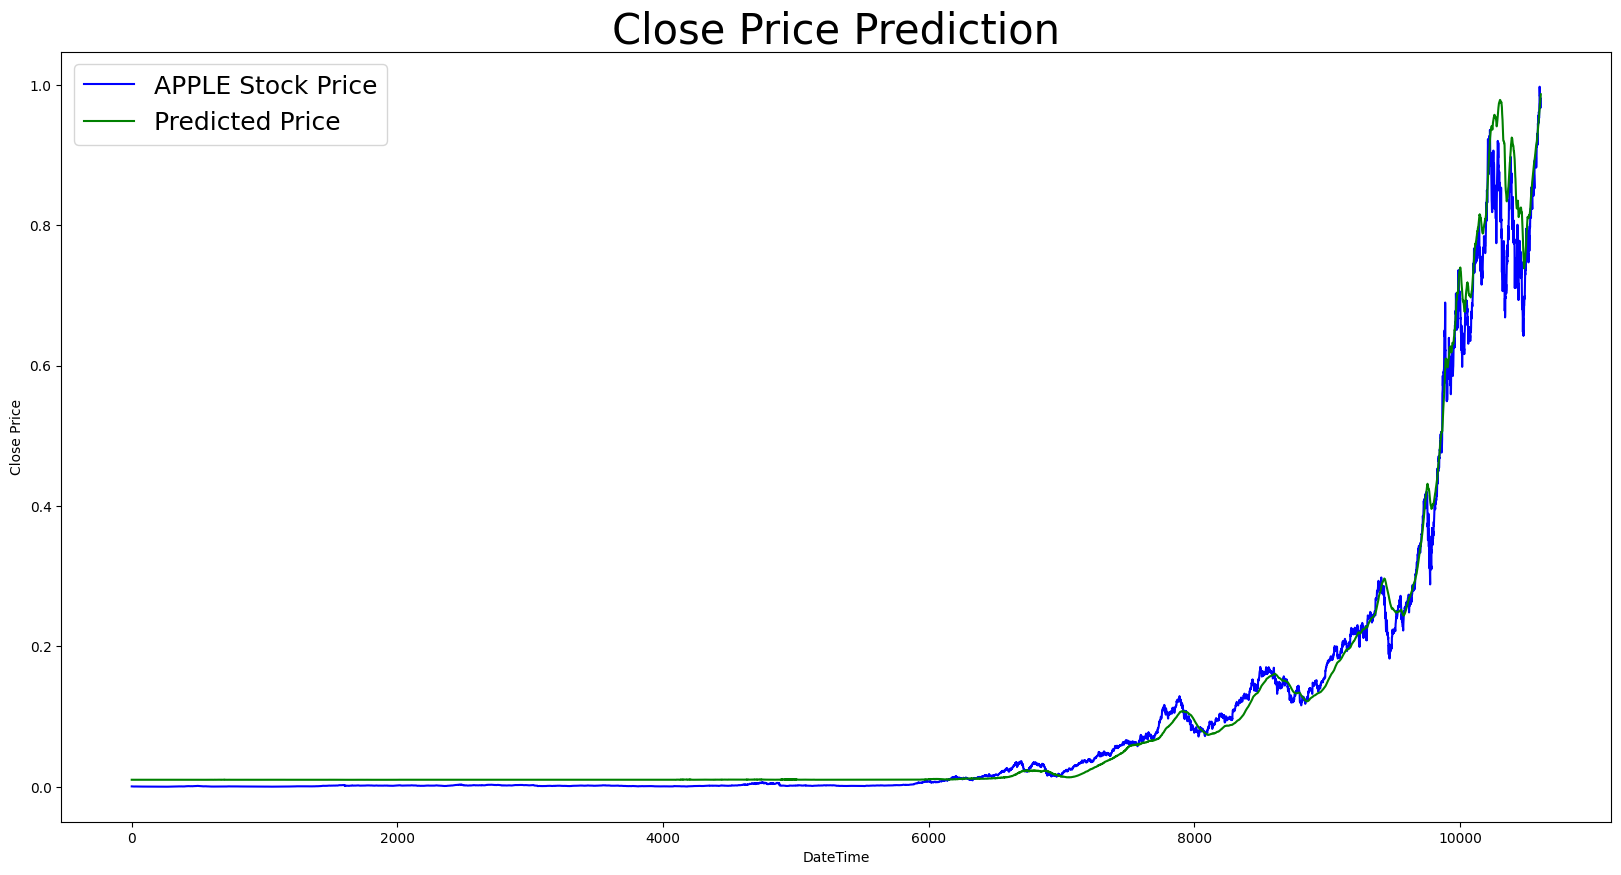 Close Price Prediction
APPLE Stock Price
Predicted Price
1.0
0.8
0.6
0.4
0.2
0.0
Close Price
0
2000
4000
6000
8000
10000
DateTime